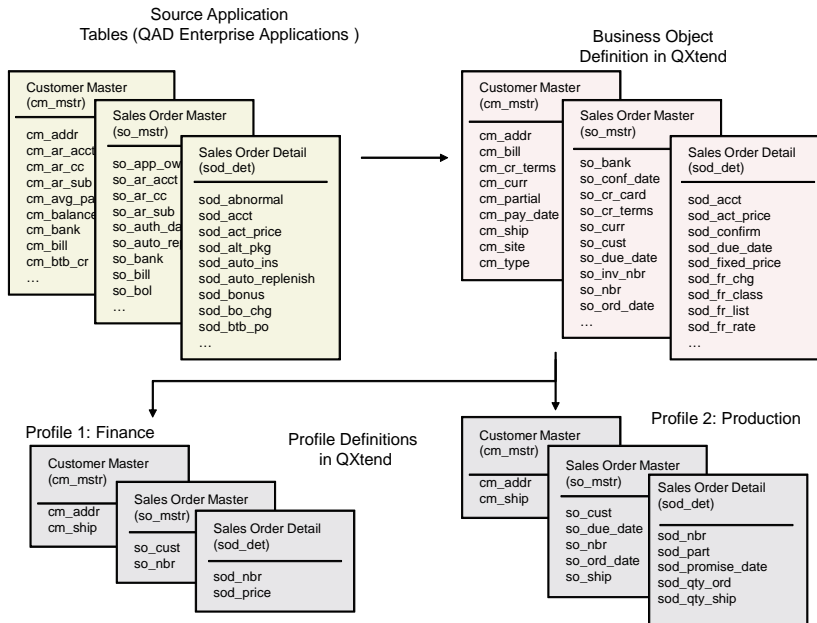 Source Application
Tables (QAD Enterprise Applications )
Business Object
Definition in QXtend
Customer Master
(cm_mstr)
cm_addr
cm_ar_acct
cm_ar_cc
cm_ar_sub
cm_avg_pa
cm_balance
cm_bank
cm_bill
cm_btb_cr
…
Sales Order Master
(so_mstr)
so_app_ow
so_ar_acct
so_ar_cc
so_ar_sub
so_auth_da
so_auto_rep
so_bank
so_bill
so_bol
…
Sales Order Detail
(sod_det)
sod_abnormal
sod_acct
sod_act_price
sod_alt_pkg
sod_auto_ins
sod_auto_replenish
sod_bonus
sod_bo_chg
sod_btb_po
…
Customer Master
(cm_mstr)
cm_addr
cm_bill
cm_cr_terms
cm_curr
cm_partial
cm_pay_date
cm_ship
cm_site
cm_type
Sales Order Master
(so_mstr)
so_bank
so_conf_date
so_cr_card
so_cr_terms
so_curr
so_cust
so_due_date
so_inv_nbr
so_nbr
so_ord_date
…
Sales Order Detail
(sod_det)
sod_acct
sod_act_price
sod_confirm
sod_due_date
sod_fixed_price
sod_fr_chg
sod_fr_class
sod_fr_list
sod_fr_rate
…
Profile 1: Finance
Profile Definitions
in QXtend
Profile 2: Production
Customer Master
(cm_mstr)
cm_addr
cm_ship
Sales Order Master
(so_mstr)
so_cust
so_nbr
Sales Order Detail
(sod_det)
sod_nbr
sod_price
Customer Master
(cm_mstr)
cm_addr
cm_ship
Sales Order Master
(so_mstr)
so_cust
so_due_date
so_nbr
so_ord_date
so_ship
Sales Order Detail
(sod_det)
sod_nbr
sod_part
sod_promise_date
sod_qty_ord
sod_qty_ship